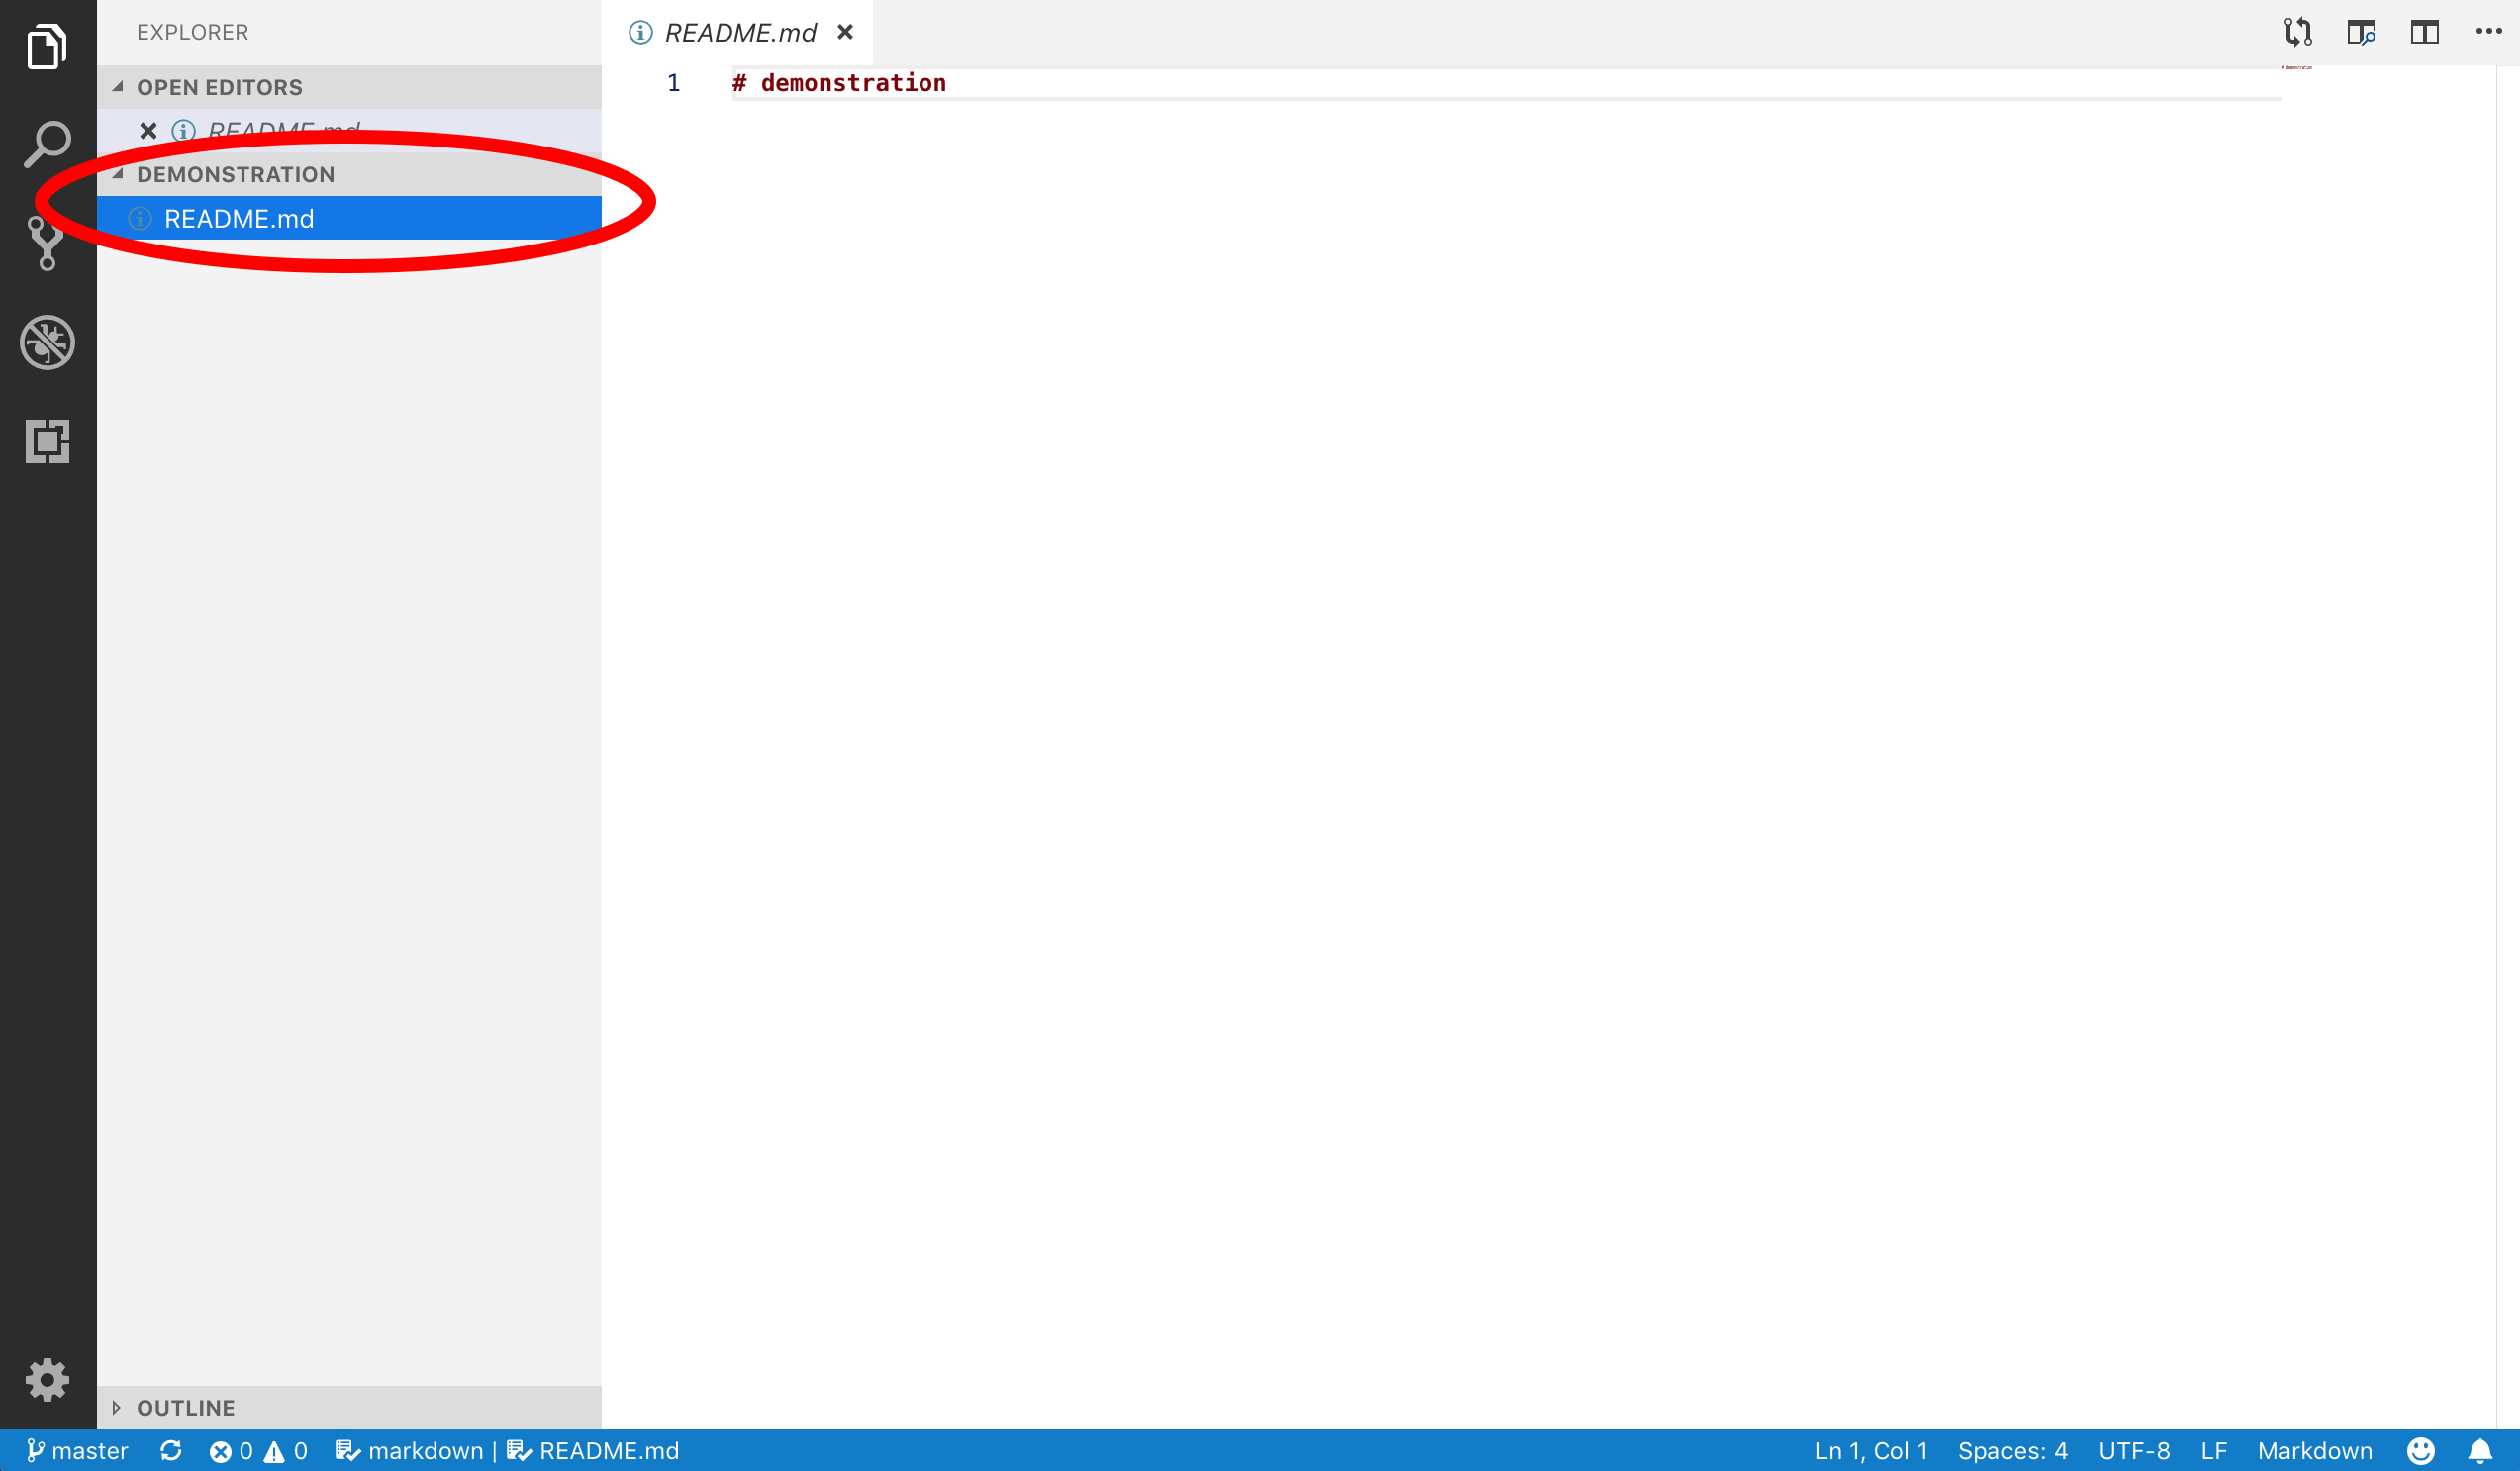 EXPLORER
OPEN EDITORS
README.md
DEMONSTRATION
README.md
OUTLINE
README.md
1 # demonstration
master 0 0 markdown | README.md Ln 1, Col 1 Spaces: 4 UTF-8 LF Markdown